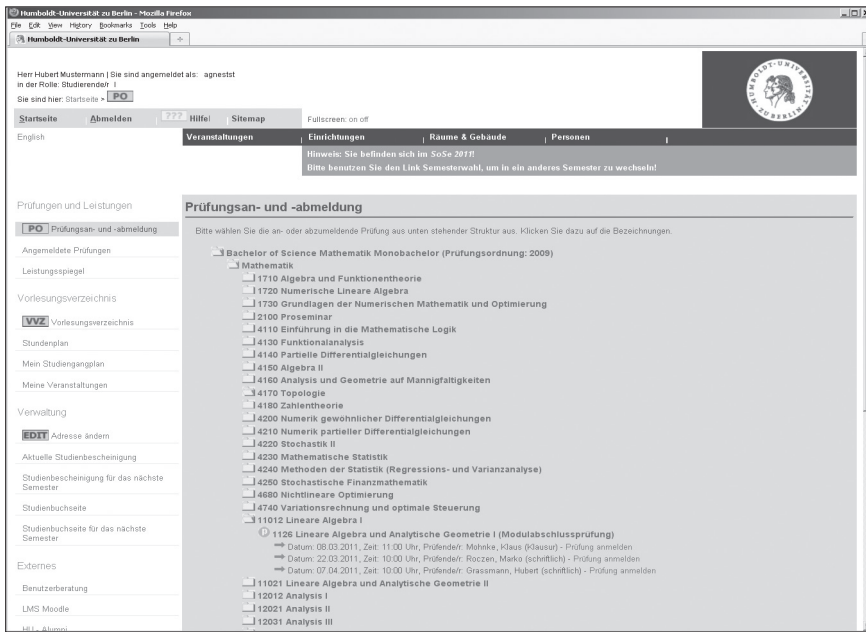 Humboldt-Universität zu Berlin - Mozilla Firefox
File Edit View History Bookmarks Tools Help
Humboldt-Universität zu Berlin
Herr Hubert Mustermann | Sie sind angemeldet als: agnestst
in der Rolle: Studierende/r
Sie sind hier: Startseite > PO
Startseite Abmelden ??? Hilfe Sitemap Fullscreen: on off
HUMBOLDT-UNIVERSITÄT ZU BERLIN
English
Veranstaltungen Einrichtungen Räume & Gebäude Personen
Hinweis: Sie befinden sich im SoSe 2011!
Bitte benutzen Sie den Link Semesterwahl, um in ein anderes Semester zu wechseln!
Prüfungen und Leistungen
PO Prüfungsan- und -abmeldung
Angemeldete Prüfungen
Leistungsspiegel
Vorlesungsverzeichnis
VVZ Vorlesungsverzeichnis
Stundenplan
Mein Studiengangplan
Meine Veranstaltungen
Verwaltung
EDIT Adresse ändern
Aktuelle Studienbescheinigung
Studienbescheinigung für das nächste
Semester
Studienbuchseite
Studienbuchseite für das nächste
Semester
Externes
Benutzerberatung
LMS Moodle
HU - Alumni
Prüfungsan- und -abmeldung
Bitte wählen Sie die an- oder abzumeldende Prüfung aus unten stehender Struktur aus. Klicken Sie dazu auf die Bezeichnungen.
Bachelor of Science Mathematik Monobachelor (Prüfungsordnung: 2009)
Mathematik
1710 Algebra und Funktionentheorie
1720 Numerische Lineare Algebra
1730 Grundlagen der Numerischen Mathematik und Optimierung
2100 Proseminar
4110 Einführung in die Mathematische Logik
4130 Funktionalanalysis
4140 Partielle Differentialgleichungen
4150 Algebra II
4160 Analysis und Geometrie auf Mannigfaltigkeiten
4170 Topologie
4180 Zahlentheorie
4200 Numerik gewöhnlicher Differentialgleichungen
4210 Numerik partieller Differentialgleichungen
4220 Stochastik II
4230 Mathematische Statistik
4240 Methoden der Statistik (Regressions- und Varianzanalyse)
4250 Stochastische Finanzmathematik
4680 Nichtlineare Optimierung
4740 Variationsrechnung und optimale Steuerung
11012 Lineare Algebra I
P 1126 Lineare Algebra und Analytische Geometrie I (Modulabschlussprüfung)
Datum: 08.03.2011, Zeit: 11:00 Uhr, Prüfende/r: Mohnke, Klaus (Klausur) - Prüfung anmelden
Datum: 22.03.2011, Zeit: 10:00 Uhr, Prüfende/r: Roczen, Marko (schriftlich) - Prüfung anmelden
Datum: 07.04.2011, Zeit: 10:00 Uhr, Prüfende/r: Grassmann, Hubert (schriftlich) - Prüfung anmelden
11021 Lineare Algebra und Analytische Geometrie II
12012 Analysis I
12021 Analysis II
12031 Analysis III